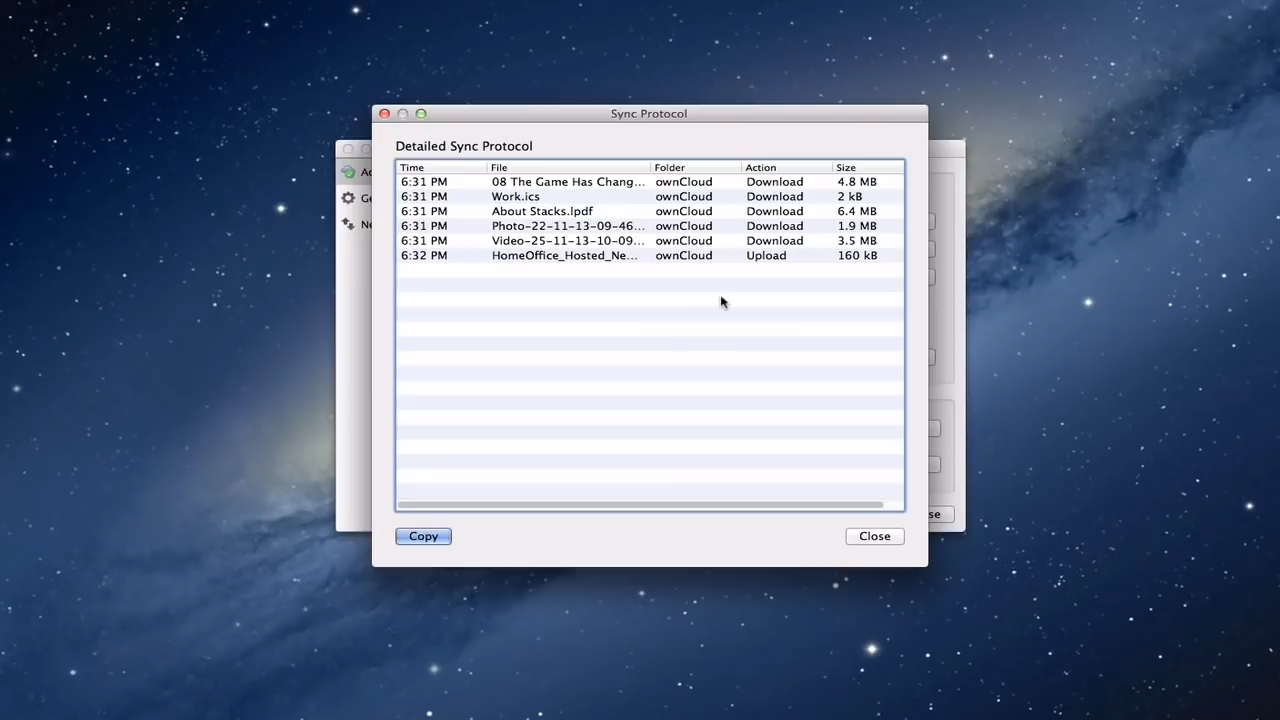 Sync Protocol
Detailed Sync Protocol
Time File Folder Action Size
6:31 PM 08 The Game Has Chang... ownCloud Download 4.8 MB
6:31 PM Work.ics ownCloud Download 2 kB
6:31 PM About Stacks.lpdf ownCloud Download 6.4 MB
6:31 PM Photo-22-11-13-09-46... ownCloud Download 1.9 MB
6:31 PM Video-25-11-13-10-09... ownCloud Download 3.5 MB
6:32 PM HomeOffice_Hosted_Ne... ownCloud Upload 160 kB
Copy Close
Ac
Ge
Ne
se